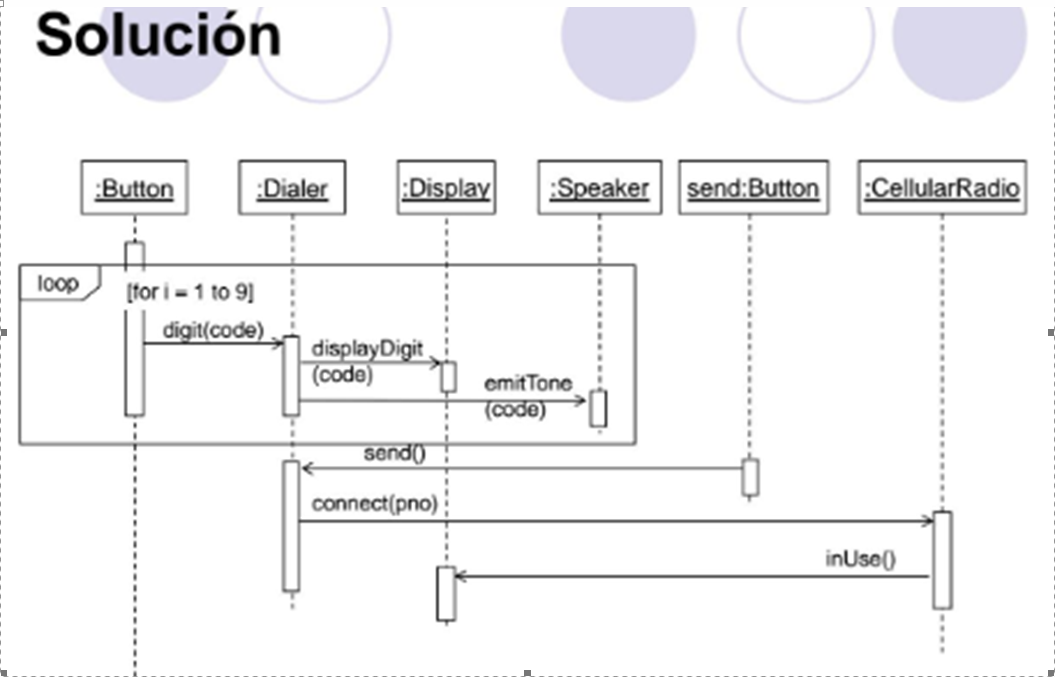 Solución
:Button
:Dialer
:Display
:Speaker
send:Button
:CellularRadio
loop
[for i = 1 to 9]
digit(code)
displayDigit
(code)
emitTone
(code)
send()
connect(pno)
inUse()